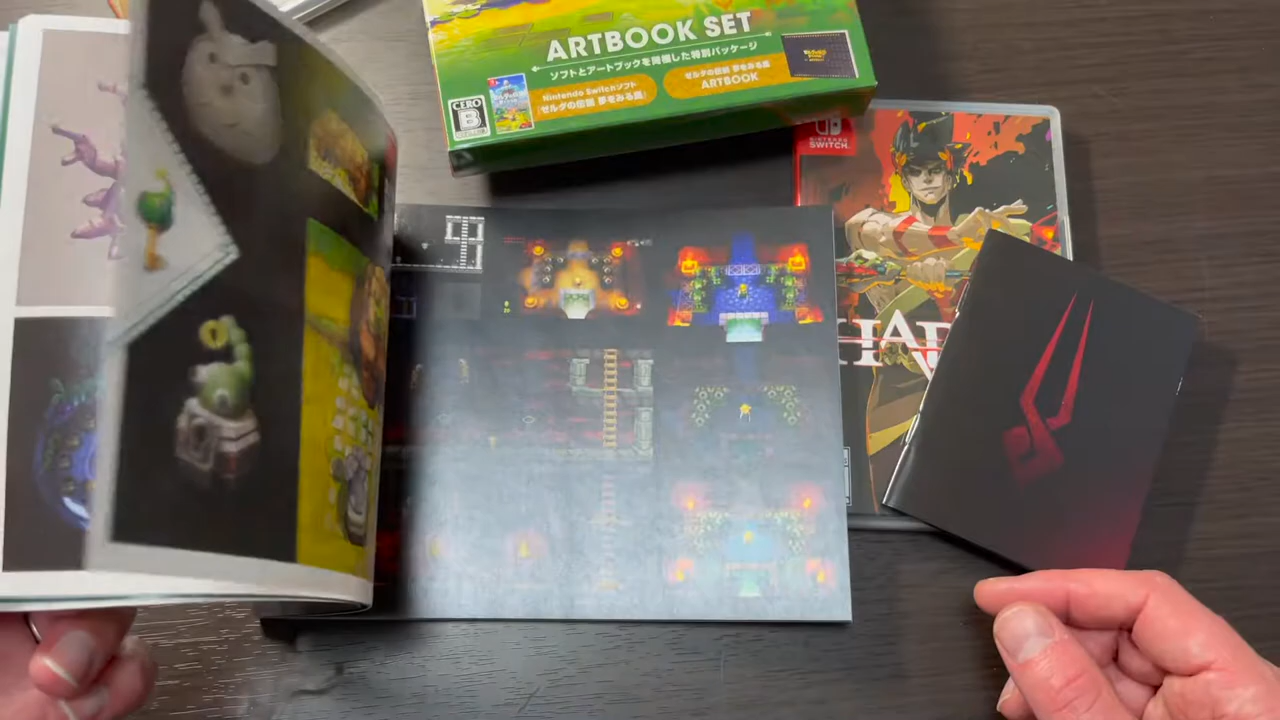 ARTBOOK SET
ソフトとアートブックを同梱した特別パッケージ
Nintendo Switchソフト
ゼルダの伝説 夢をみる島
ゼルダの伝説 夢をみる島
ARTBOOK
CERO
B
NINTENDO
SWITCH
HAD